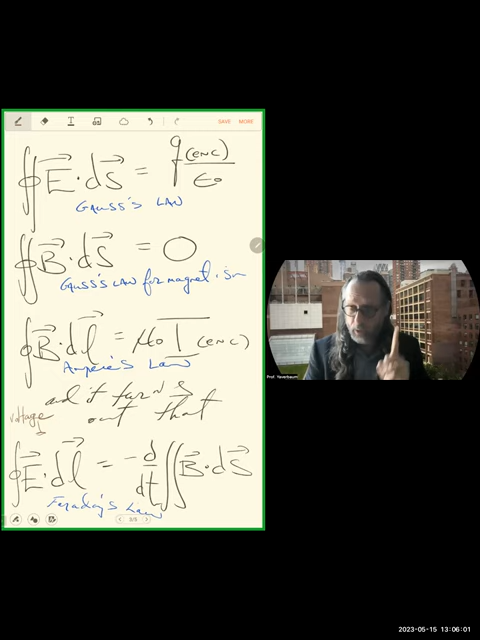 SAVE MORE
∯E⃗·dS⃗ = q(enc)/ε₀
GAUSS'S LAW
∯B⃗·dS⃗ = 0
GAUSS'S LAW for magnetism
∮B⃗·dl⃗ = μ₀I(enc)
Ampere's Law
and it turns
out that
voltage
∮E⃗·dl⃗ = -d/dt ∬B⃗·dS⃗
Faraday's Law
3/5
Prof. Yaverbaum
2023-05-15 13:06:01